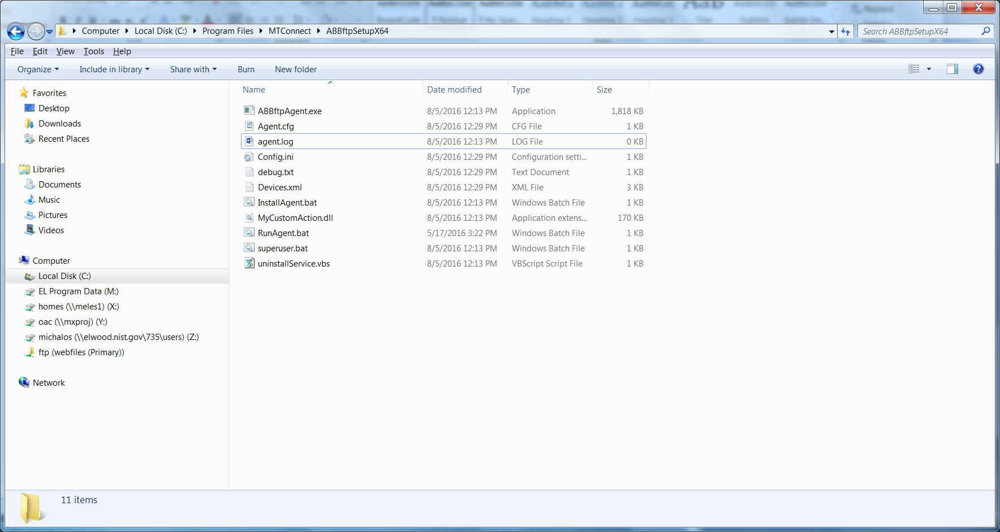 Computer Local Disk (C:) Program Files MTConnect ABBftpSetupX64
Search ABBftpSetupX64
File Edit View Tools Help
Organize Include in library Share with Burn New folder
Favorites
Desktop
Downloads
Recent Places
Libraries
Documents
Music
Pictures
Videos
Computer
Local Disk (C:)
EL Program Data (M:)
homes (\\meles1) (X:)
oac (\\mxproj) (Y:)
michalos (\\elwood.nist.gov\735\users) (Z:)
ftp (webfiles (Primary))
Network
Name Date modified Type Size
ABBftpAgent.exe 8/5/2016 12:13 PM Application 1,818 KB
Agent.cfg 8/5/2016 12:29 PM CFG File 1 KB
agent.log 8/5/2016 12:13 PM LOG File 0 KB
Config.ini 8/5/2016 12:29 PM Configuration setti... 1 KB
debug.txt 8/5/2016 12:29 PM Text Document 1 KB
Devices.xml 8/5/2016 12:29 PM XML File 3 KB
InstallAgent.bat 8/5/2016 12:13 PM Windows Batch File 1 KB
MyCustomAction.dll 8/5/2016 12:13 PM Application extens... 170 KB
RunAgent.bat 5/17/2016 3:22 PM Windows Batch File 1 KB
superuser.bat 8/5/2016 12:13 PM Windows Batch File 1 KB
uninstallService.vbs 8/5/2016 12:13 PM VBScript Script File 1 KB
11 items